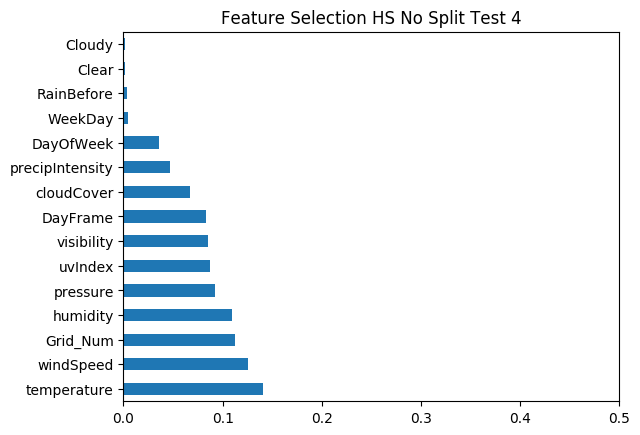 Feature Selection HS No Split Test 4
Cloudy
Clear
RainBefore
WeekDay
DayOfWeek
precipIntensity
cloudCover
DayFrame
visibility
uvIndex
pressure
humidity
Grid_Num
windSpeed
temperature
0.0 0.1 0.2 0.3 0.4 0.5